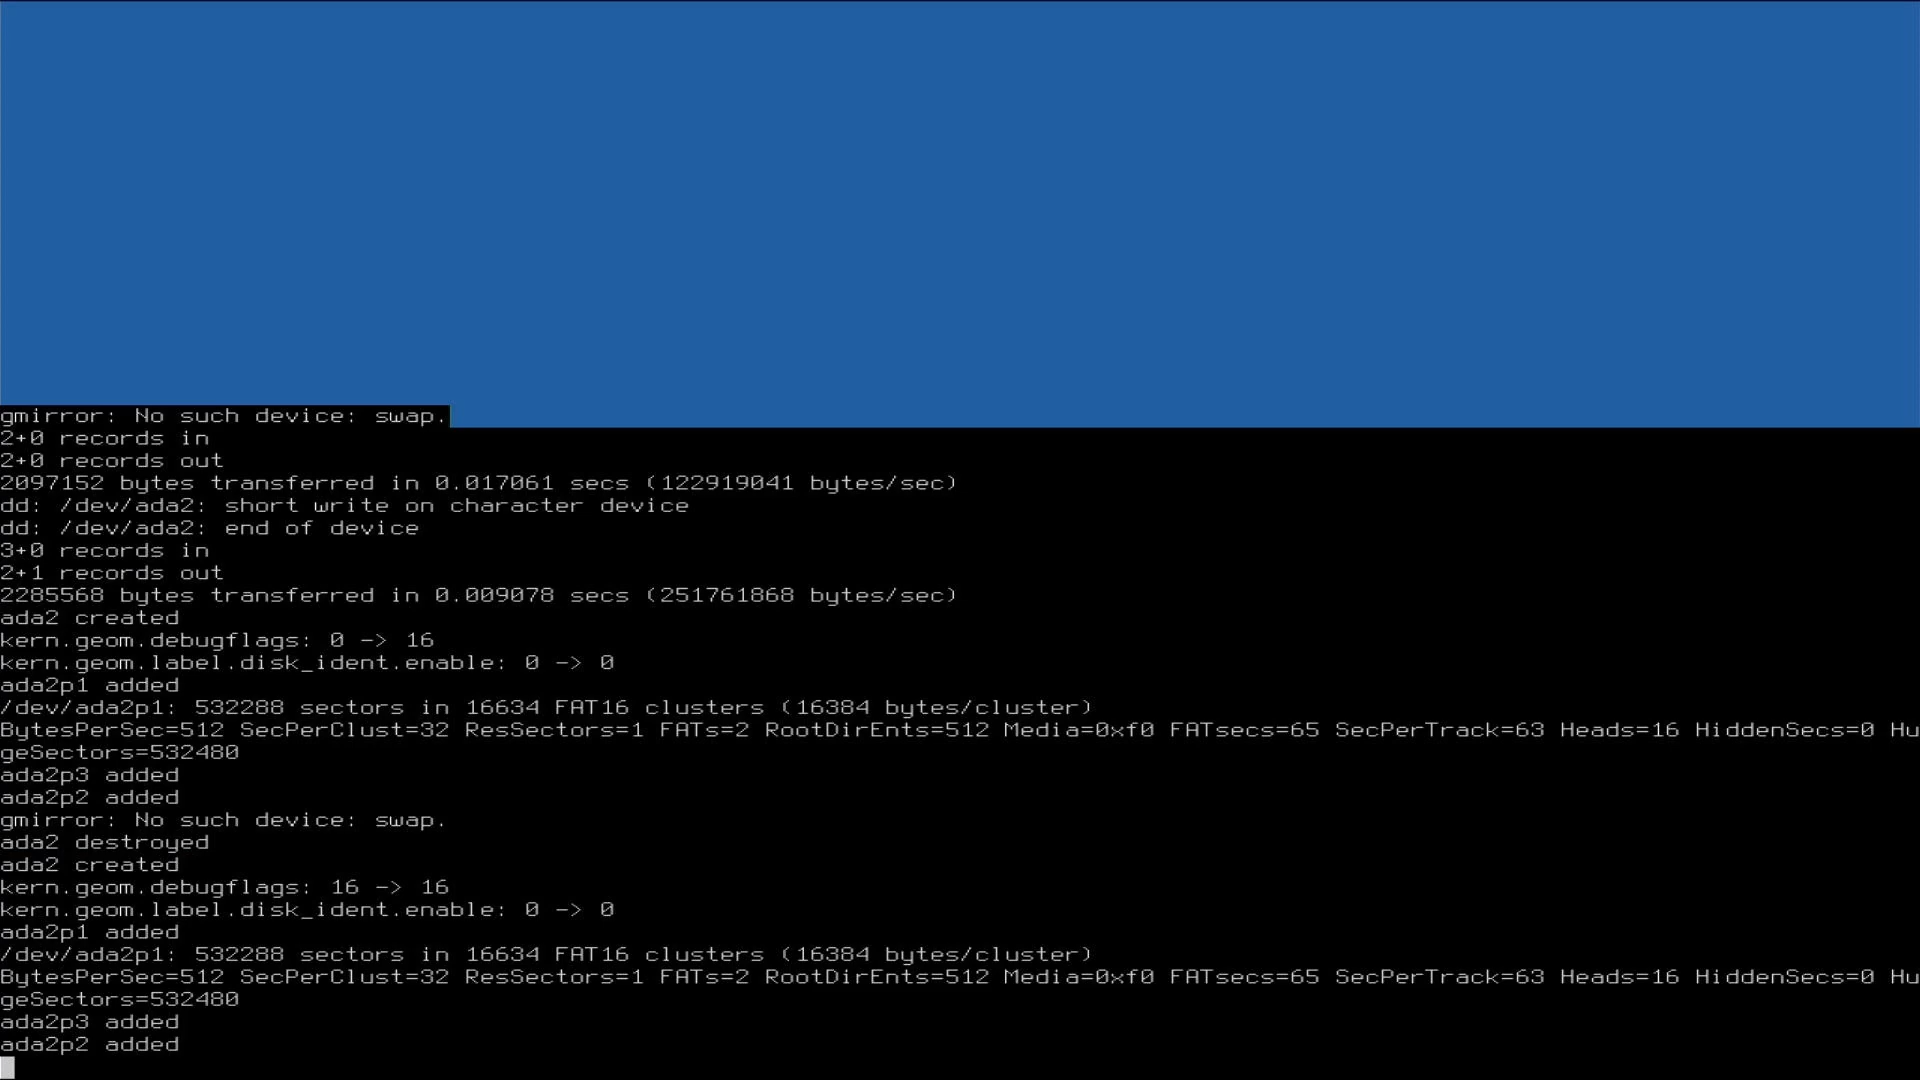 gmirror: No such device: swap.
2+0 records in
2+0 records out
2097152 bytes transferred in 0.017061 secs (122919041 bytes/sec)
dd: /dev/ada2: short write on character device
dd: /dev/ada2: end of device
3+0 records in
2+1 records out
2285568 bytes transferred in 0.009078 secs (251761868 bytes/sec)
ada2 created
kern.geom.debugflags: 0 -> 16
kern.geom.label.disk_ident.enable: 0 -> 0
ada2p1 added
/dev/ada2p1: 532288 sectors in 16634 FAT16 clusters (16384 bytes/cluster)
BytesPerSec=512 SecPerClust=32 ResSectors=1 FATs=2 RootDirEnts=512 Media=0xf0 FATsecs=65 SecPerTrack=63 Heads=16 HiddenSecs=0 Hu
geSectors=532480
ada2p3 added
ada2p2 added
gmirror: No such device: swap.
ada2 destroyed
ada2 created
kern.geom.debugflags: 16 -> 16
kern.geom.label.disk_ident.enable: 0 -> 0
ada2p1 added
/dev/ada2p1: 532288 sectors in 16634 FAT16 clusters (16384 bytes/cluster)
BytesPerSec=512 SecPerClust=32 ResSectors=1 FATs=2 RootDirEnts=512 Media=0xf0 FATsecs=65 SecPerTrack=63 Heads=16 HiddenSecs=0 Hu
geSectors=532480
ada2p3 added
ada2p2 added